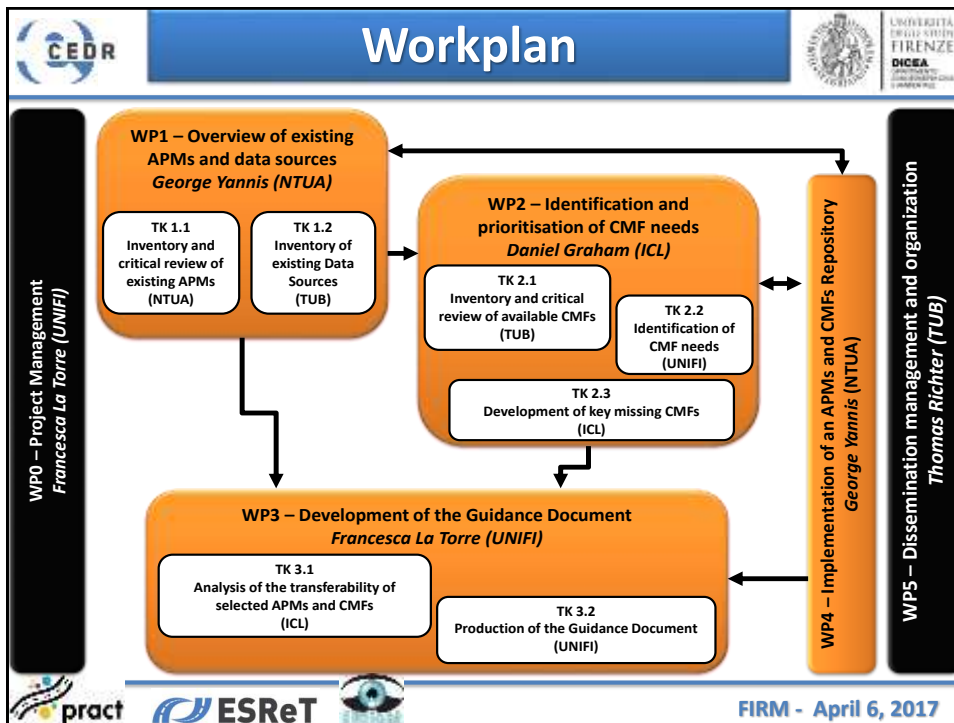 CEDR
Workplan
UNIVERSITÀ
DEGLI STUDI
FIRENZE
DICEA
WP0 – Project Management
Francesca La Torre (UNIFI)
WP1 – Overview of existing
APMs and data sources
George Yannis (NTUA)
TK 1.1
Inventory and
critical review of
existing APMs
(NTUA)
TK 1.2
Inventory of
existing Data
Sources
(TUB)
WP2 – Identification and
prioritisation of CMF needs
Daniel Graham (ICL)
TK 2.1
Inventory and critical
review of available CMFs
(TUB)
TK 2.2
Identification of
CMF needs
(UNIFI)
TK 2.3
Development of key missing CMFs
(ICL)
WP3 – Development of the Guidance Document
Francesca La Torre (UNIFI)
TK 3.1
Analysis of the transferability of
selected APMs and CMFs
(ICL)
TK 3.2
Production of the Guidance Document
(UNIFI)
WP4 – Implementation of an APMs and CMFs Repository
George Yannis (NTUA)
WP5 – Dissemination management and organization
Thomas Richter (TUB)
pract
ESReT
FIRM - April 6, 2017